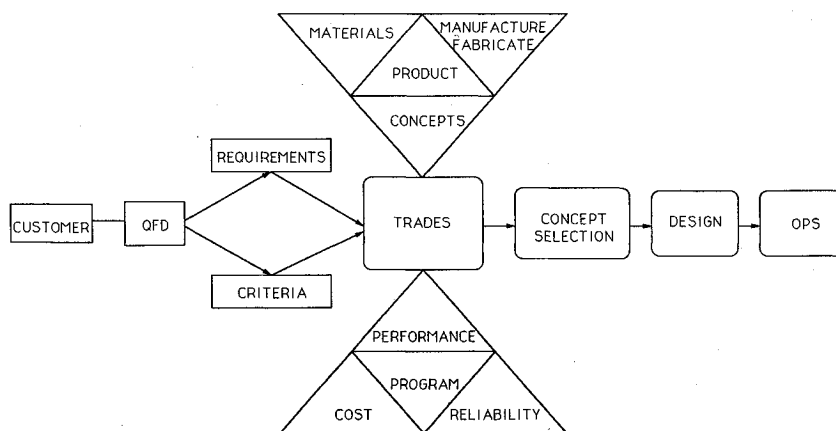 MATERIALS
MANUFACTURE
FABRICATE
PRODUCT
CONCEPTS
REQUIREMENTS
CUSTOMER
QFD
TRADES
CONCEPT
SELECTION
DESIGN
OPS
CRITERIA
PERFORMANCE
PROGRAM
COST
RELIABILITY